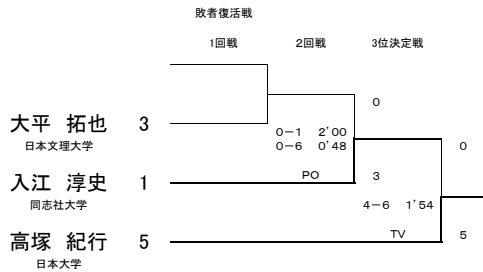 敗者復活戦
1回戦 2回戦 3位決定戦
0
大平 拓也 3
0-1 2'00
日本文理大学
0-6 0'48
0
PO 3
入江 淳史 1
同志社大学
4-6 1'54
TV 5
高塚 紀行 5
日本大学